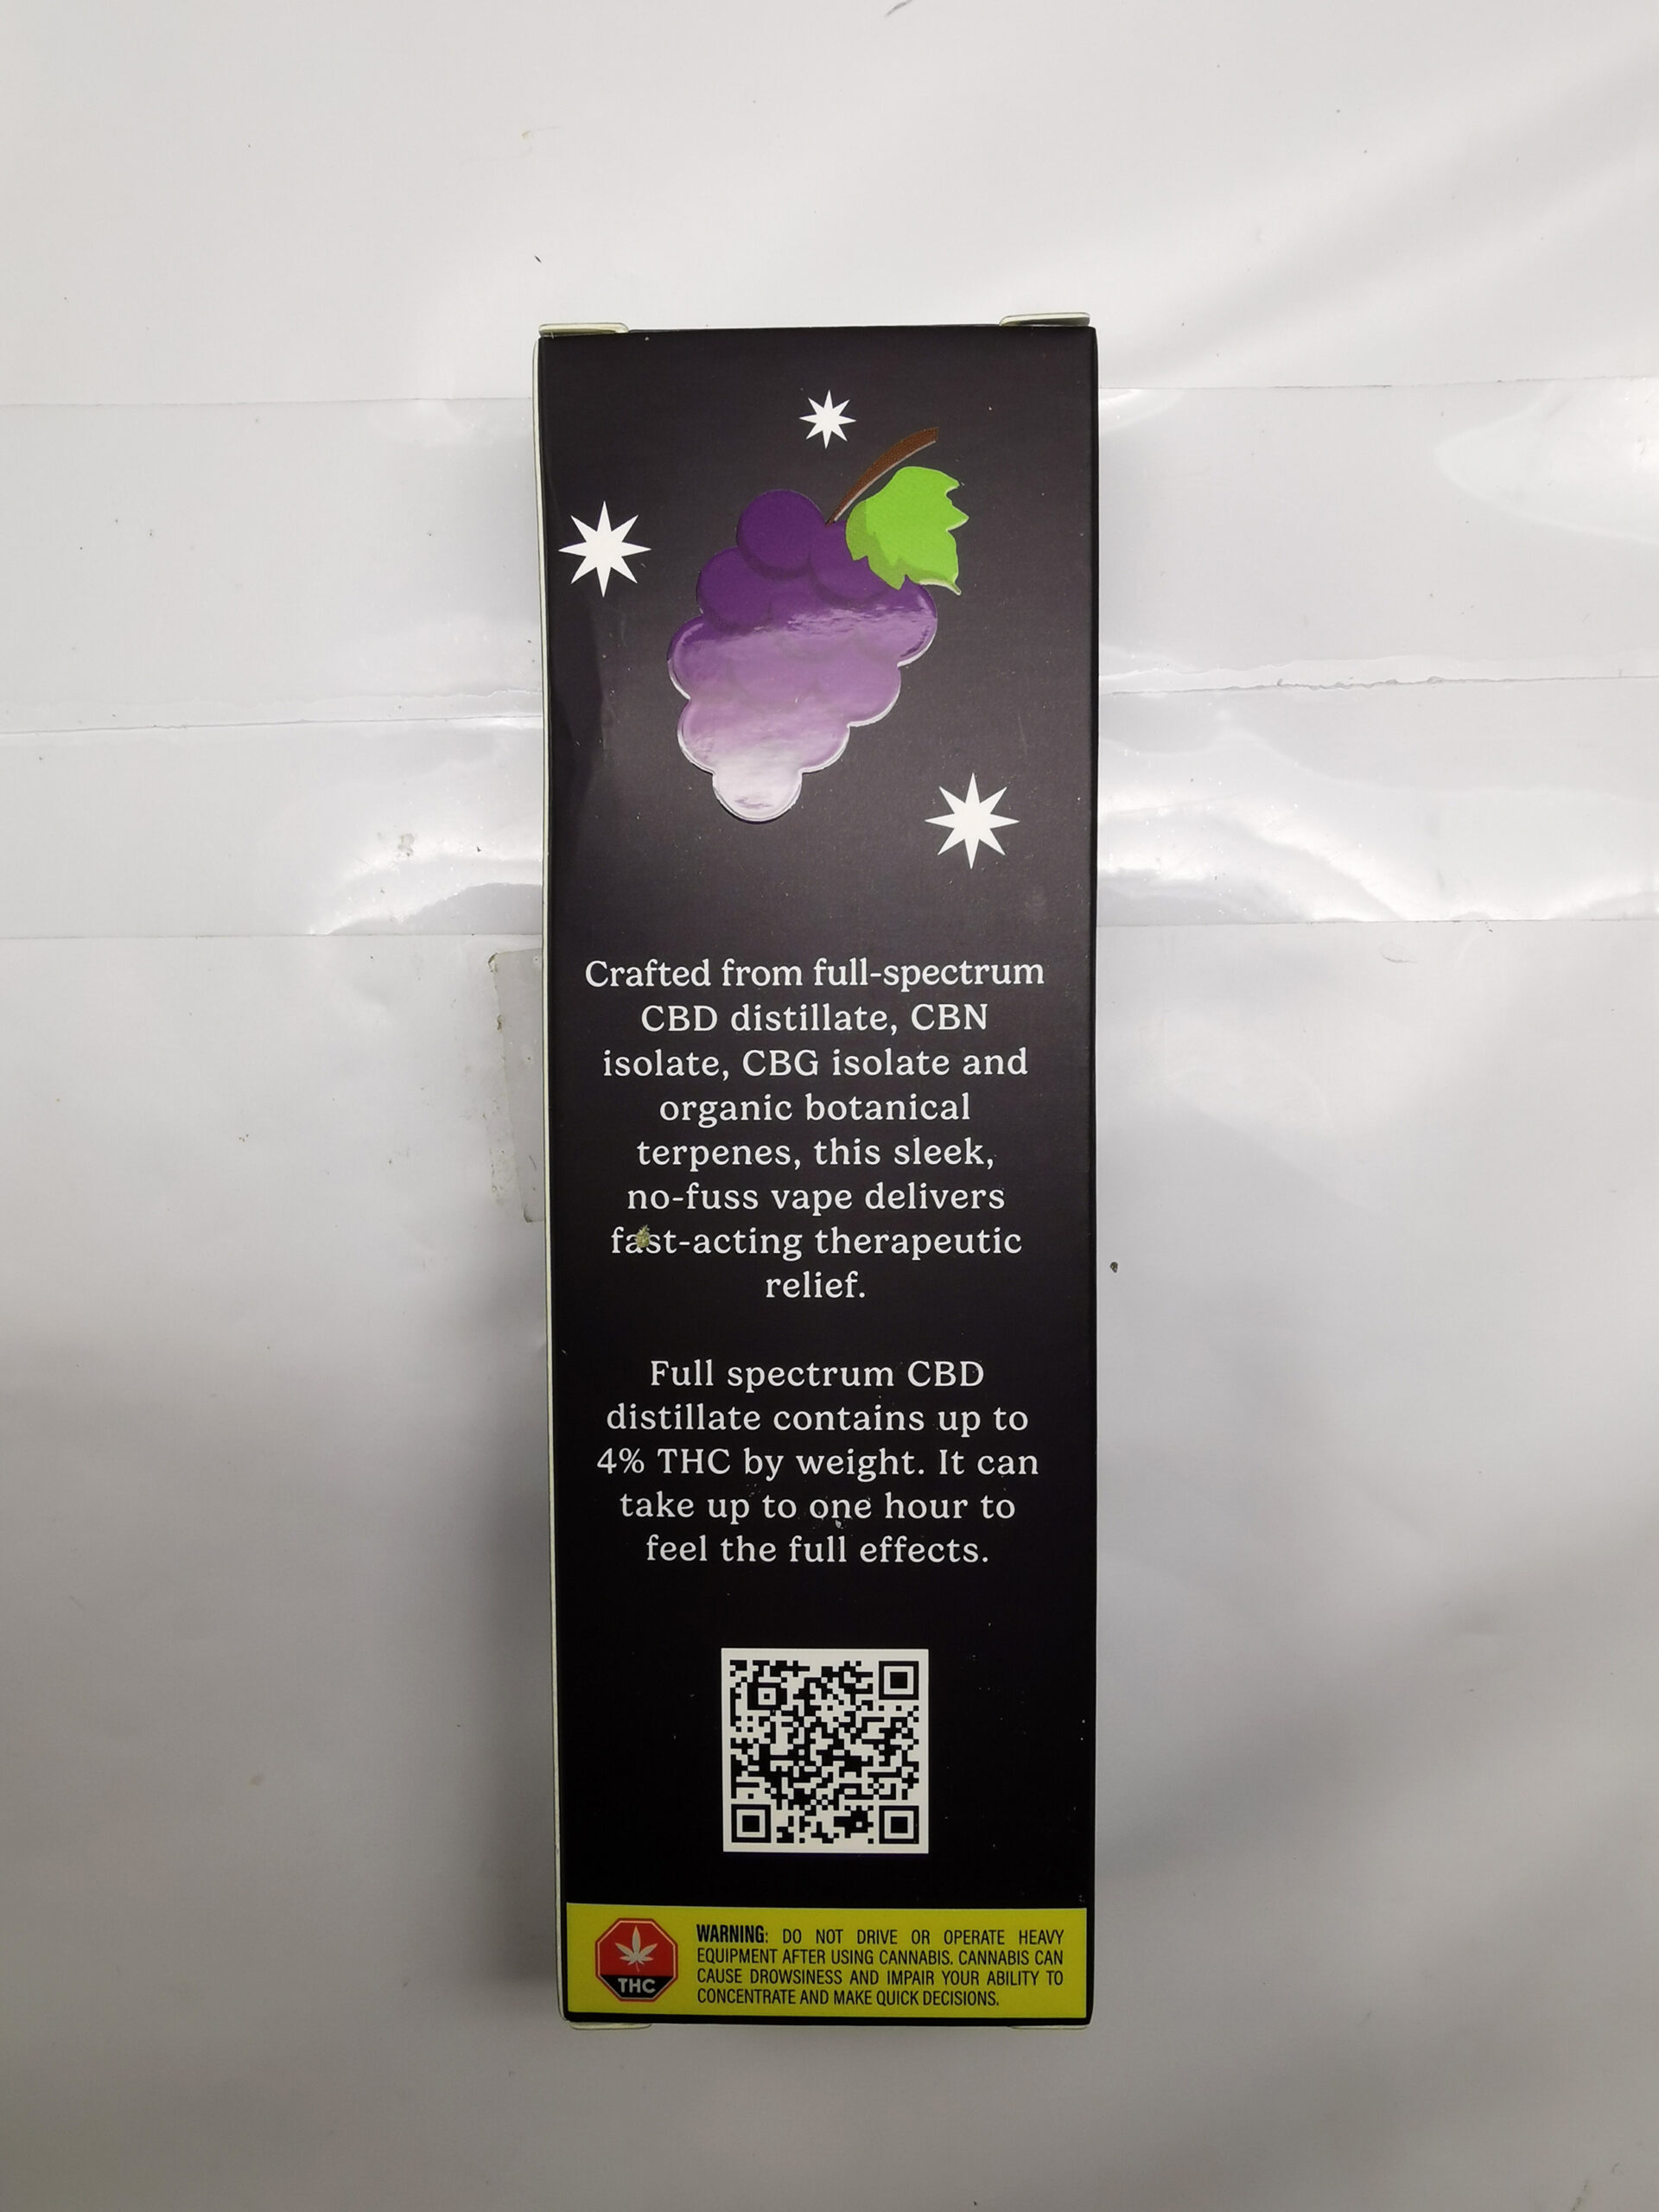 Crafted from full-spectrum
CBD distillate, CBN
isolate, CBG isolate and
organic botanical
terpenes, this sleek,
no-fuss vape delivers
fast-acting therapeutic
relief.
Full spectrum CBD
distillate contains up to
4% THC by weight. It can
take up to one hour to
feel the full effects.
THC
WARNING: DO NOT DRIVE OR OPERATE HEAVY
EQUIPMENT AFTER USING CANNABIS. CANNABIS CAN
CAUSE DROWSINESS AND IMPAIR YOUR ABILITY TO
CONCENTRATE AND MAKE QUICK DECISIONS.